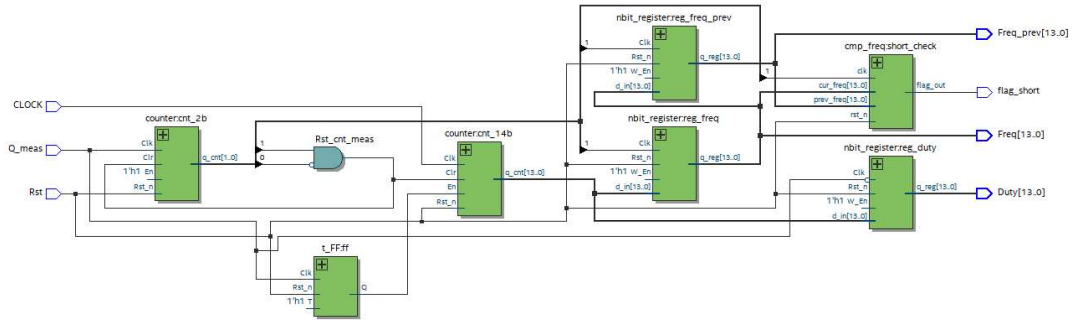 CLOCK
Q_meas
Rst
counter:cnt_2b
Clk
Clr
1'h1 En
Rst_n
q_cnt[1..0]
1
0
Rst_cnt_meas
t_FF:ff
Clk
Rst_n
1'h1 T
Q
counter:cnt_14b
Clk
Clr
En
Rst_n
q_cnt[13..0]
nbit_register:reg_freq_prev
1
Clk
Rst_n
1'h1 W_En
d_in[13..0]
q_reg[13..0]
nbit_register:reg_freq
1
Clk
Rst_n
1'h1 W_En
d_in[13..0]
q_reg[13..0]
cmp_freq:short_check
1
clk
cur_freq[13..0]
prev_freq[13..0]
rst_n
flag_out
nbit_register:reg_duty
Clk
Rst_n
1'h1 W_En
d_in[13..0]
q_reg[13..0]
Freq_prev[13..0]
flag_short
Freq[13..0]
Duty[13..0]